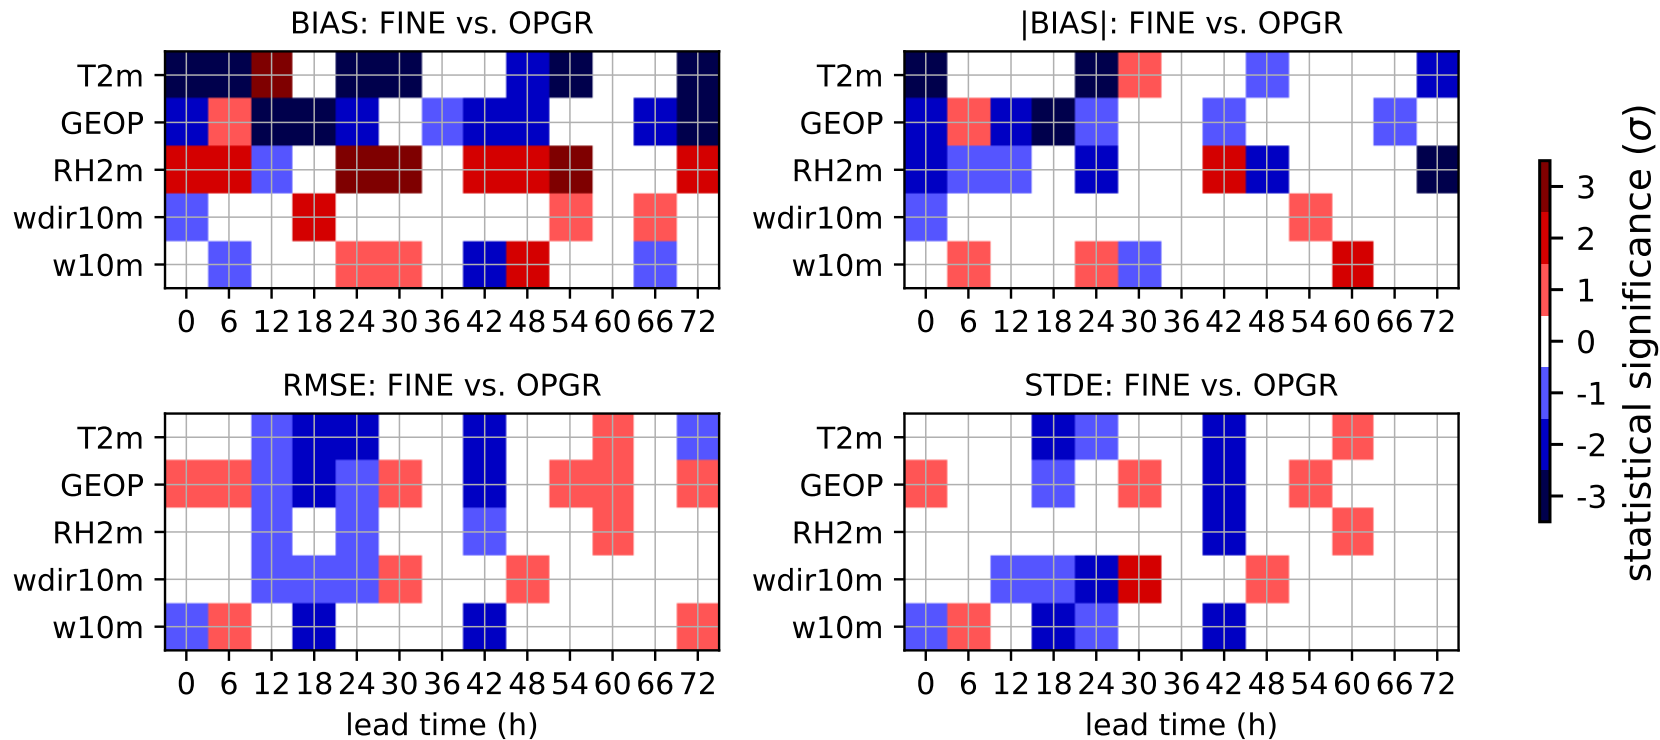 BIAS: FINE vs. OPGR
T2m
GEOP
RH2m
wdir10m
w10m
0 6 12 18 24 30 36 42 48 54 60 66 72
|BIAS|: FINE vs. OPGR
T2m
GEOP
RH2m
wdir10m
w10m
0 6 12 18 24 30 36 42 48 54 60 66 72
RMSE: FINE vs. OPGR
T2m
GEOP
RH2m
wdir10m
w10m
0 6 12 18 24 30 36 42 48 54 60 66 72
lead time (h)
STDE: FINE vs. OPGR
T2m
GEOP
RH2m
wdir10m
w10m
0 6 12 18 24 30 36 42 48 54 60 66 72
lead time (h)
3
2
1
0
-1
-2
-3
statistical significance (σ)